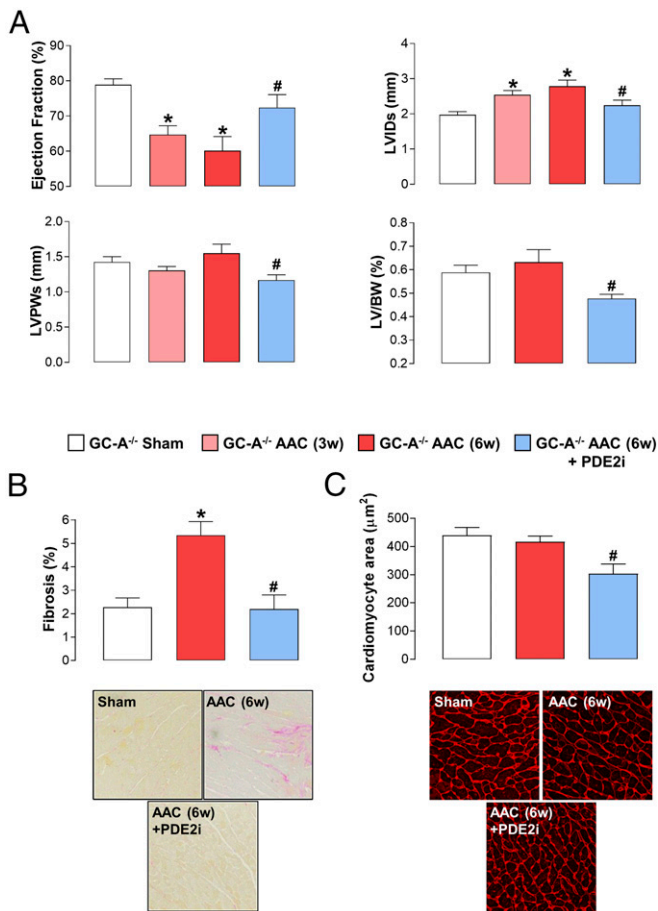 A
Ejection Fraction (%)
90
80
70
60
50
*
*
#
LVIDs (mm)
4
3
2
1
0
*
*
#
LVPWs (mm)
2.0
1.5
1.0
0.5
0.0
#
LV/BW (%)
0.8
0.7
0.6
0.5
0.4
0.3
0.2
#
GC-A-/- Sham
GC-A-/- AAC (3w)
GC-A-/- AAC (6w)
GC-A-/- AAC (6w)
+ PDE2i
B
Fibrosis (%)
6
5
4
3
2
1
0
*
#
Sham
AAC (6w)
AAC (6w)
+PDE2i
C
Cardiomyocyte area (µm2)
500
400
300
200
100
0
#
Sham
AAC (6w)
AAC (6w)
+PDE2i